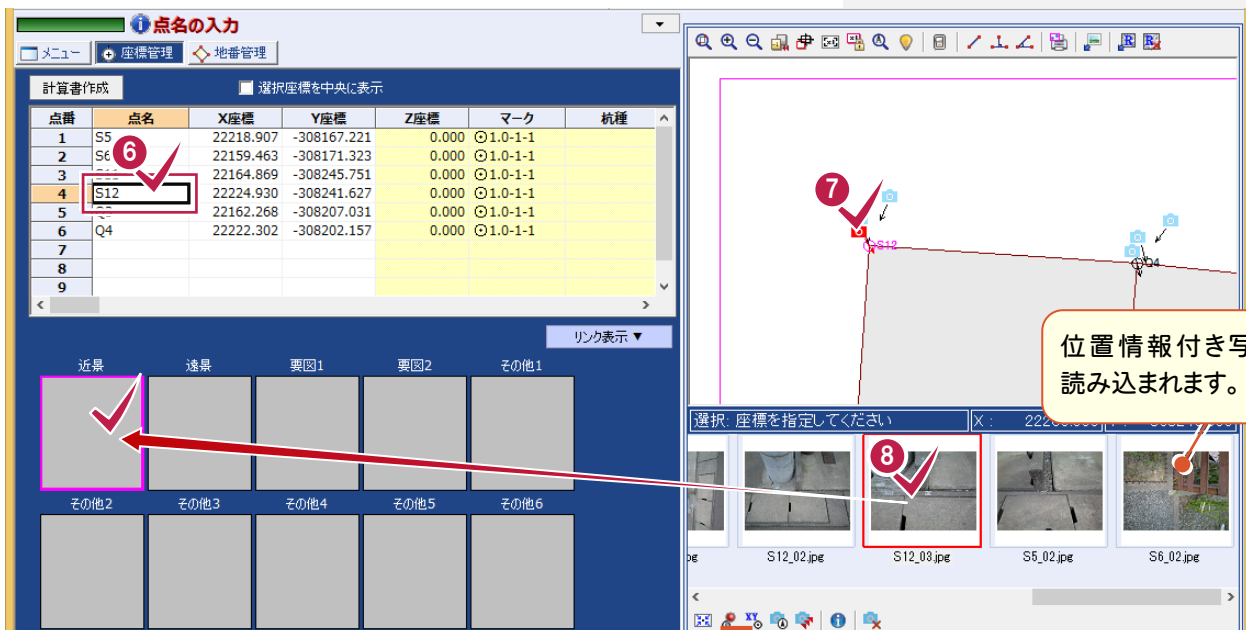 点名の入力
メニュー 座標管理 地番管理
計算書作成 選択座標を中央に表示
点番 点名 X座標 Y座標 Z座標 マーク 杭種
1 S5 22218.907 -308167.221 0.000 1.0-1-1
2 S6 22159.463 -308171.323 0.000 1.0-1-1
3 22164.869 -308245.751 0.000 1.0-1-1
4 S12 22224.930 -308241.627 0.000 1.0-1-1
5 22162.268 -308207.031 0.000 1.0-1-1
6 Q4 22222.302 -308202.157 0.000 1.0-1-1
7
8
9
6
リンク表示 ▼
近景 遠景 要図1 要図2 その他1
その他2 その他3 その他4 その他5 その他6
7
S12
Q4
位置情報付き写
読み込まれます。
選択: 座標を指定してください X :
8
S12_02.jpg S12_03.jpg S5_02.jpg S6_02.jpg